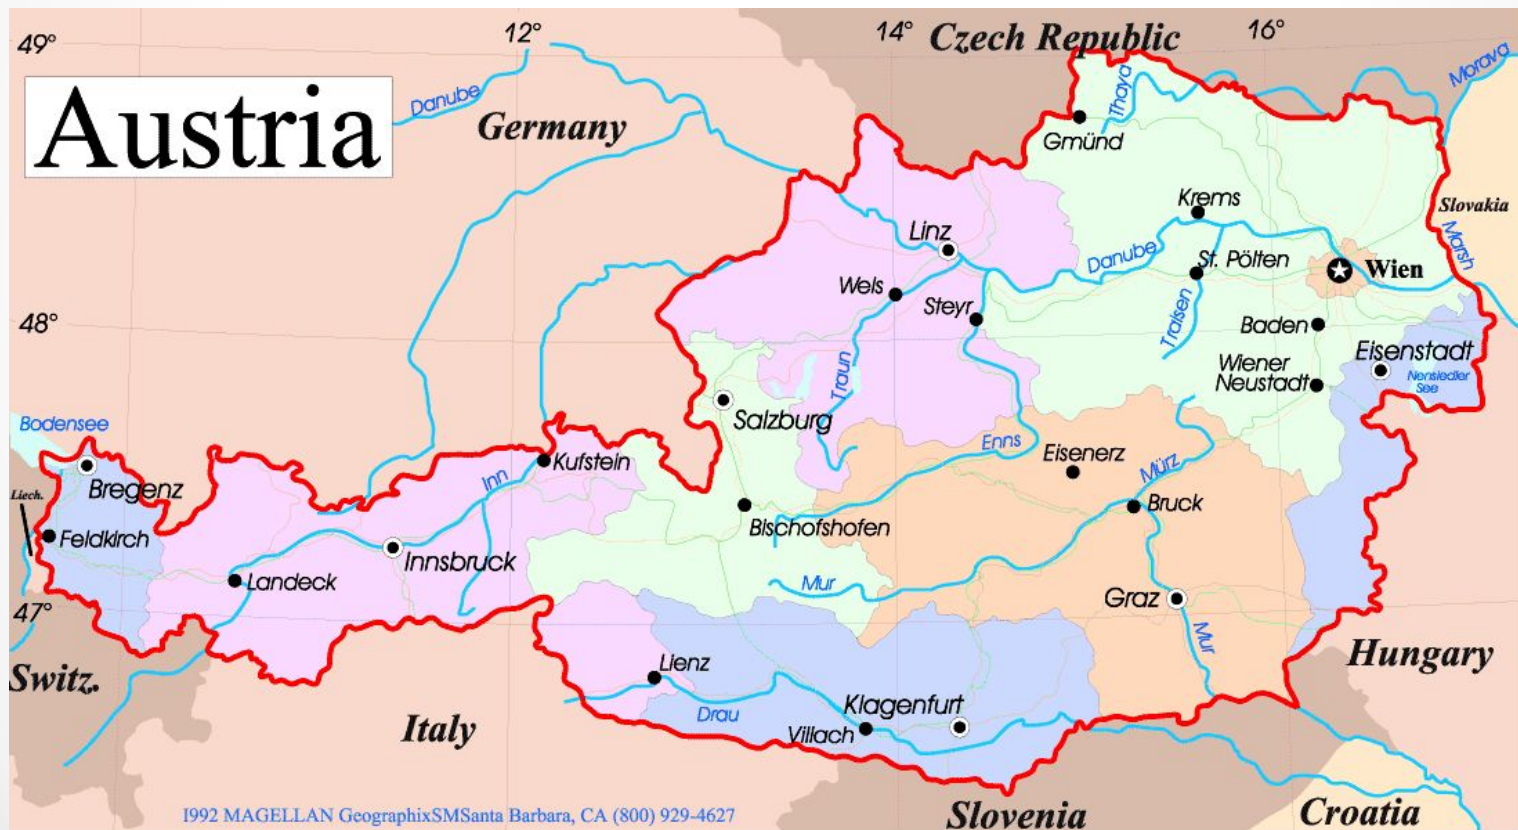 12°
14°
16°
49°
Czech Republic
Morava
Thaya
Danube
Austria
Germany
Gmünd
Krems
Slovakia
Linz
Danube
St. Pölten
Marsh
Wien
Wels
Steyr
48°
Traisen
Baden
Eisenstadt
Wiener
Neustadt
Nensiedler
See
Traun
Salzburg
Bodensee
Enns
Eisenerz
Mürz
Kufstein
Inn
Bregenz
Liech.
Bruck
Bischofshofen
Feldkirch
Innsbruck
Landeck
Mur
Graz
47°
Mur
Hungary
Lienz
Switz.
Klagenfurt
Drau
Villach
Italy
I992 MAGELLAN GeographixSMSanta Barbara, CA (800) 929-4627
Slovenia
Croatia